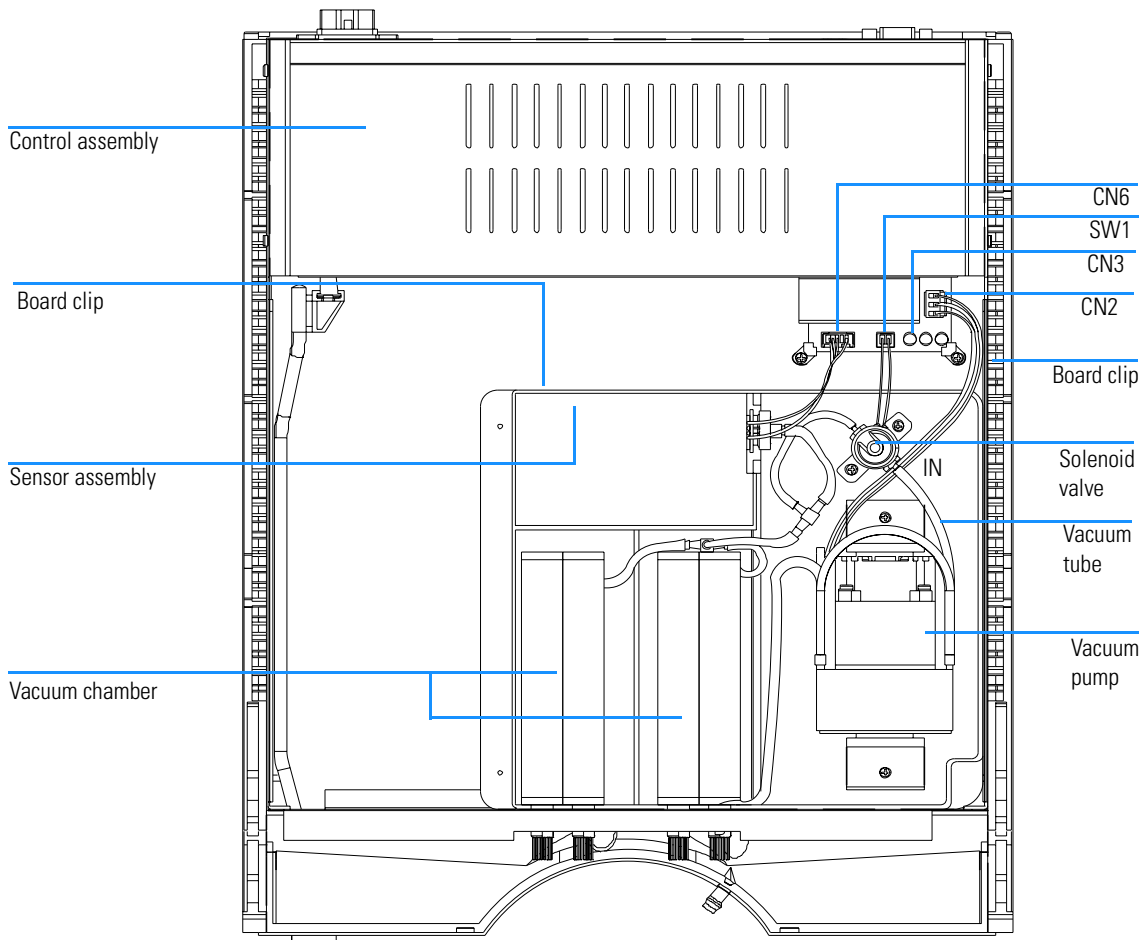 Control assembly
CN6
SW1
CN3
Board clip
CN2
Board clip
Sensor assembly
IN
Solenoid
valve
Vacuum
tube
Vacuum chamber
Vacuum
pump